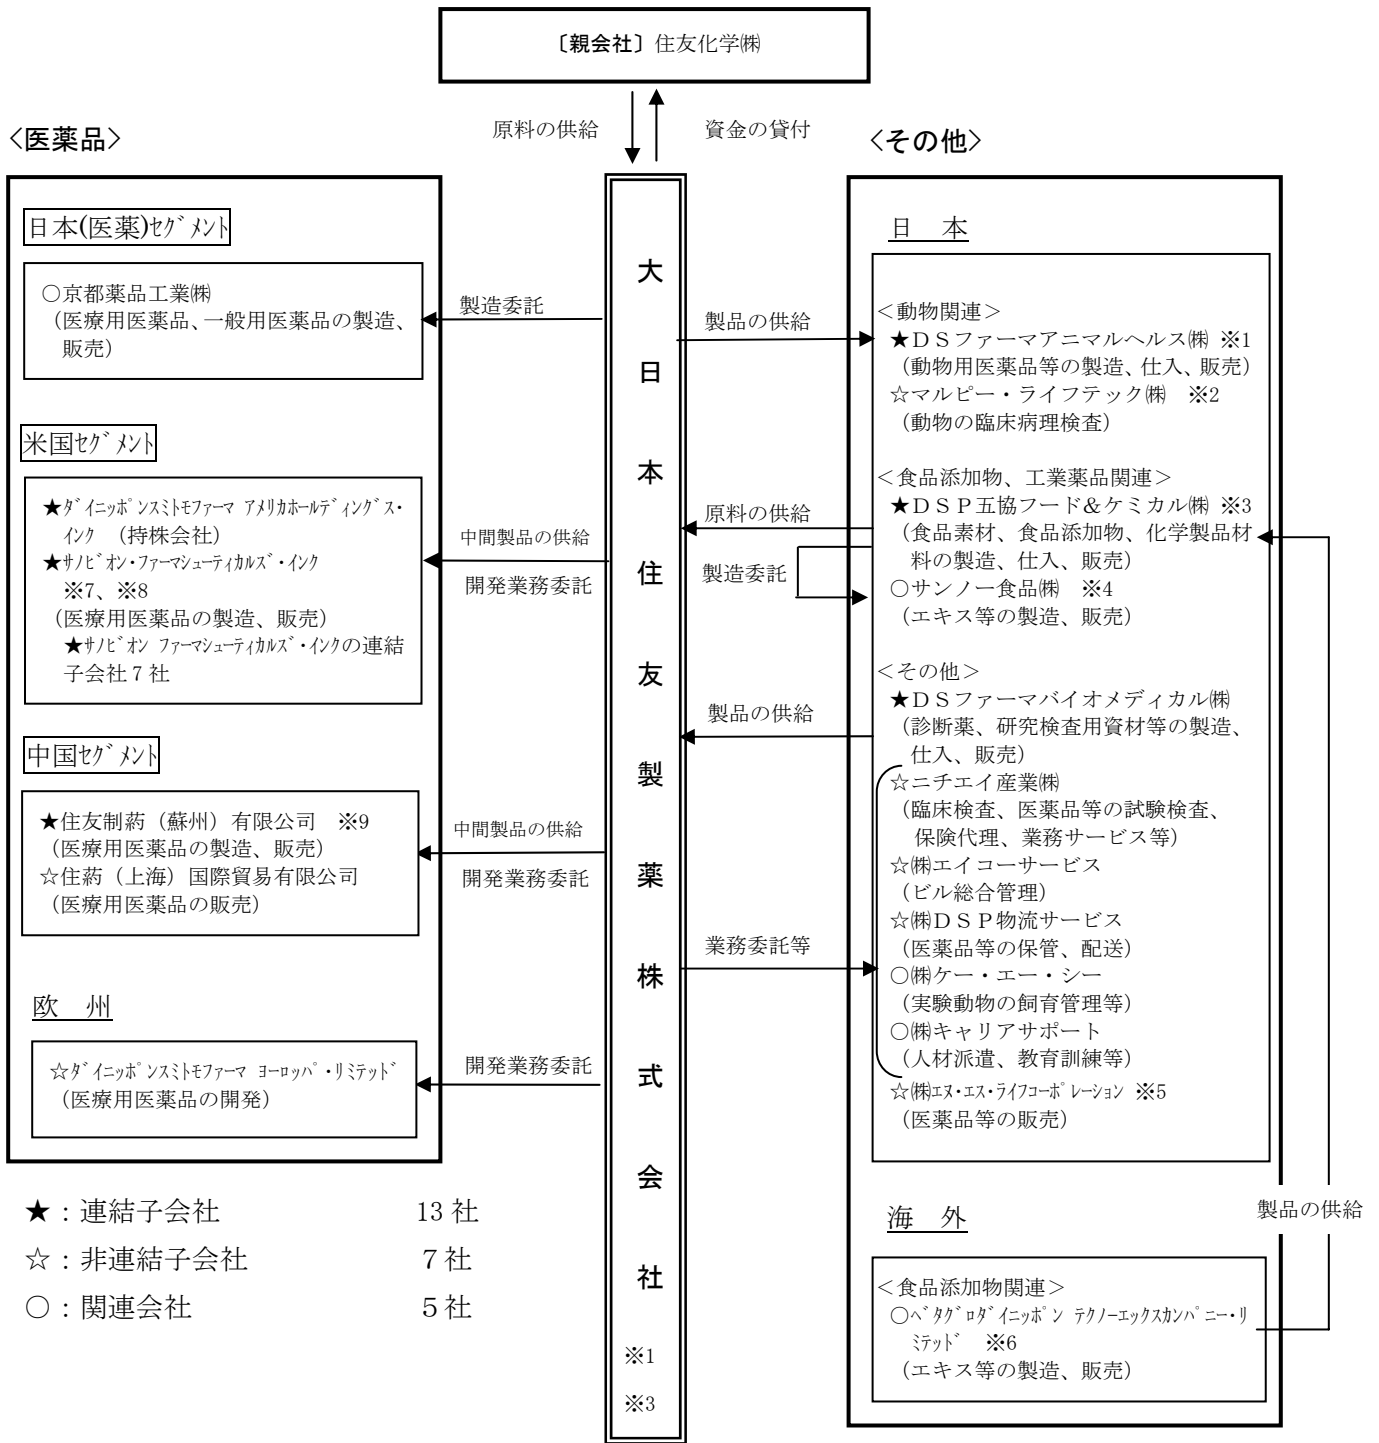 〔親会社〕住友化学㈱
原料の供給
資金の貸付
<医薬品>
日本(医薬)ｾｸﾞﾒﾝﾄ
○京都薬品工業㈱
（医療用医薬品、一般用医薬品の製造、
販売）
製造委託
米国ｾｸﾞﾒﾝﾄ
★ﾀﾞｲﾆｯﾎﾟﾝｽﾐﾄﾓﾌｧｰﾏ ｱﾒﾘｶﾎｰﾙﾃﾞｨﾝｸﾞｽ・
ｲﾝｸ （持株会社）
★ｻﾉﾋﾞｵﾝ・ﾌｧｰﾏｼｭｰﾃｨｶﾙｽﾞ・ｲﾝｸ
※7、※8
（医療用医薬品の製造、販売）
★ｻﾉﾋﾞｵﾝ ﾌｧｰﾏｼｭｰﾃｨｶﾙｽﾞ・ｲﾝｸの連結
子会社７社
中間製品の供給
開発業務委託
中国ｾｸﾞﾒﾝﾄ
★住友制葯（蘇州）有限公司 ※9
（医療用医薬品の製造、販売）
☆住葯（上海）国際貿易有限公司
（医療用医薬品の販売）
中間製品の供給
開発業務委託
欧 州
☆ﾀﾞｲﾆｯﾎﾟﾝｽﾐﾄﾓﾌｧｰﾏ ﾖｰﾛｯﾊﾟ・ﾘﾐﾃｯﾄﾞ
（医療用医薬品の開発）
開発業務委託
★：連結子会社 13 社
☆：非連結子会社 ７社
○：関連会社 ５社
大
日
本
住
友
製
薬
株
式
会
社
※1
※3
<その他>
日 本
製品の供給
＜動物関連＞
★ＤＳファーマアニマルヘルス㈱ ※1
（動物用医薬品等の製造、仕入、販売）
☆マルピー・ライフテック㈱ ※2
（動物の臨床病理検査）
原料の供給
製造委託
＜食品添加物、工業薬品関連＞
★ＤＳＰ五協フード＆ケミカル㈱ ※3
（食品素材、食品添加物、化学製品材
料の製造、仕入、販売）
○サンノー食品㈱ ※4
（エキス等の製造、販売）
製品の供給
＜その他＞
★ＤＳファーマバイオメディカル㈱
（診断薬、研究検査用資材等の製造、
仕入、販売）
☆ニチエイ産業㈱
（臨床検査、医薬品等の試験検査、
保険代理、業務サービス等）
☆㈱エイコーサービス
（ビル総合管理）
☆㈱ＤＳＰ物流サービス
（医薬品等の保管、配送）
業務委託等
○㈱ケー・エー・シー
（実験動物の飼育管理等）
○㈱キャリアサポート
（人材派遣、教育訓練等）
☆㈱ｴﾇ・ｴｽ・ﾗｲﾌｺｰﾎﾟﾚｰｼｮﾝ ※5
（医薬品等の販売）
海 外
製品の供給
＜食品添加物関連＞
○ﾍﾞﾀｸﾞﾛﾀﾞｲﾆｯﾎﾟﾝ ﾃｸﾉｰｴｯｸｽｶﾝﾊﾟﾆｰ・ﾘ
ﾐﾃｯﾄﾞ ※6
（エキス等の製造、販売）